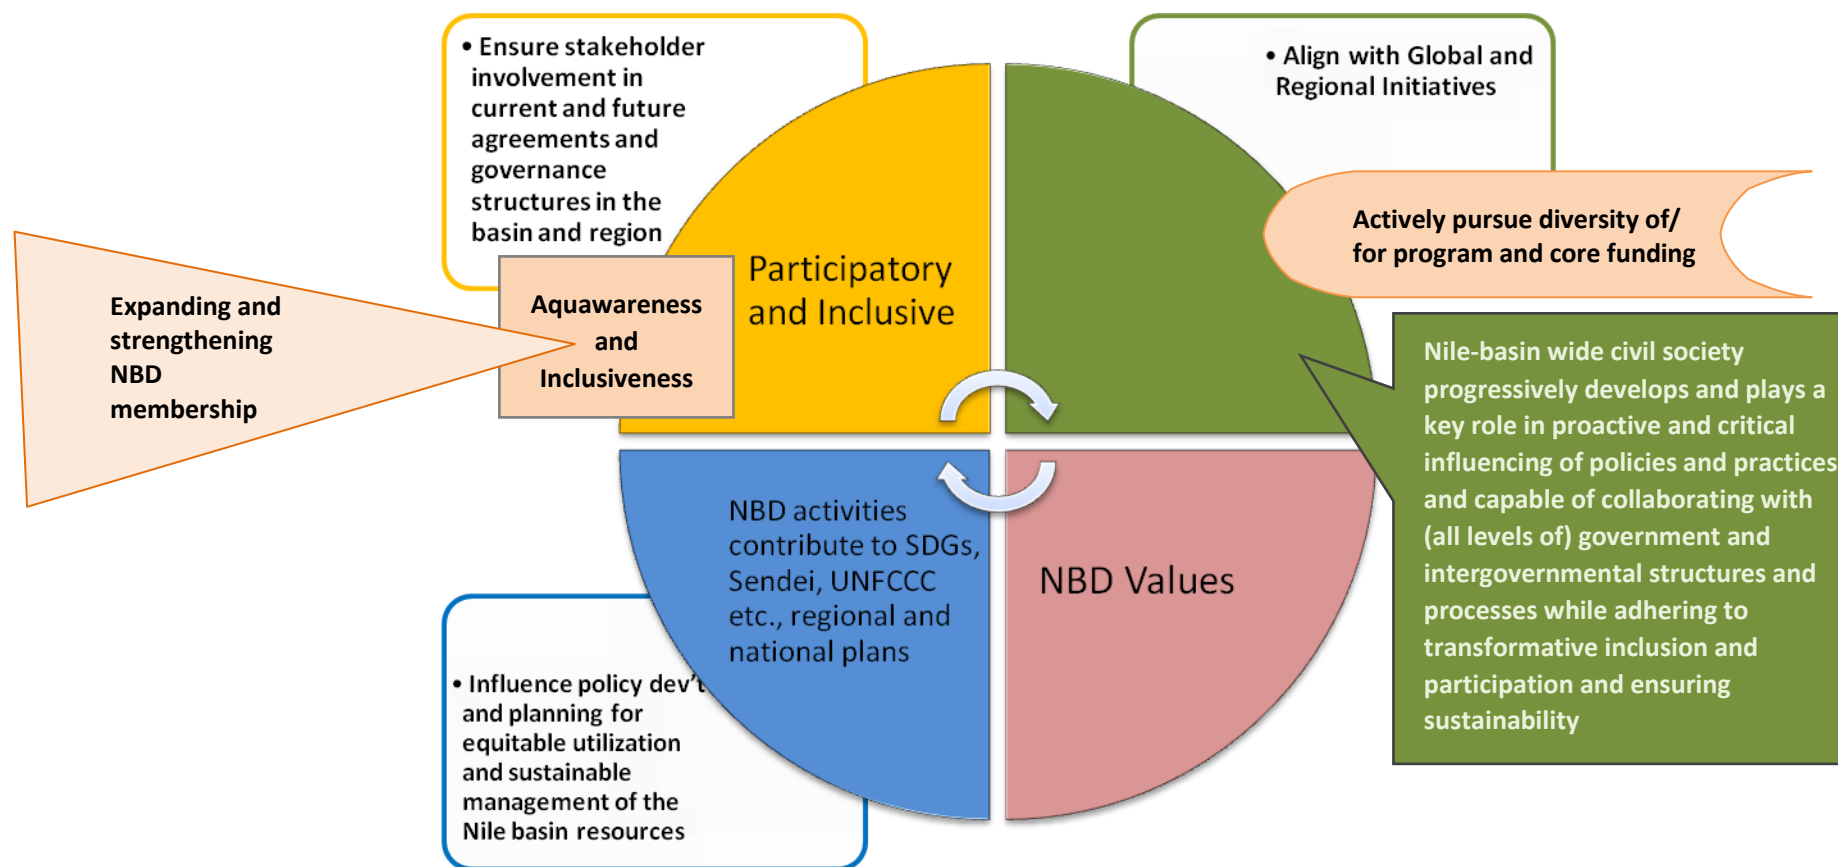 • Ensure stakeholder
involvement in
current and future
agreements and
governance
structures in the
basin and region
• Align with Global and
Regional Initiatives
Actively pursue diversity of/
for program and core funding
Expanding and
strengthening
NBD
membership
Aquawareness
and
Inclusiveness
Participatory
and Inclusive
Nile-basin wide civil society
progressively develops and plays a
key role in proactive and critical
influencing of policies and practices
and capable of collaborating with
(all levels of) government and
intergovernmental structures and
processes while adhering to
transformative inclusion and
participation and ensuring
sustainability
NBD activities
contribute to SDGs,
Sendei, UNFCCC
etc., regional and
national plans
NBD Values
• Influence policy dev't
and planning for
equitable utilization
and sustainable
management of the
Nile basin resources